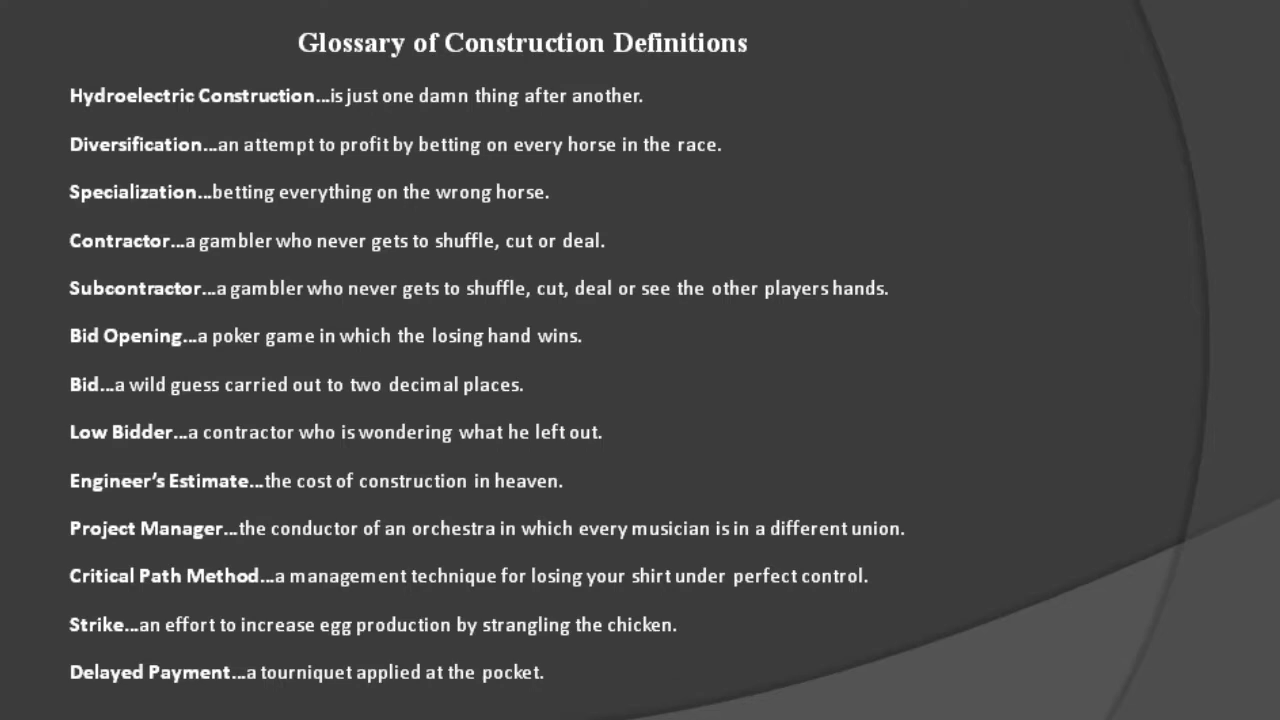 Glossary of Construction Definitions
Hydroelectric Construction...is just one damn thing after another.
Diversification...an attempt to profit by betting on every horse in the race.
Specialization...betting everything on the wrong horse.
Contractor...a gambler who never gets to shuffle, cut or deal.
Subcontractor...a gambler who never gets to shuffle, cut, deal or see the other players hands.
Bid Opening...a poker game in which the losing hand wins.
Bid...a wild guess carried out to two decimal places.
Low Bidder...a contractor who is wondering what he left out.
Engineer’s Estimate...the cost of construction in heaven.
Project Manager...the conductor of an orchestra in which every musician is in a different union.
Critical Path Method...a management technique for losing your shirt under perfect control.
Strike...an effort to increase egg production by strangling the chicken.
Delayed Payment...a tourniquet applied at the pocket.